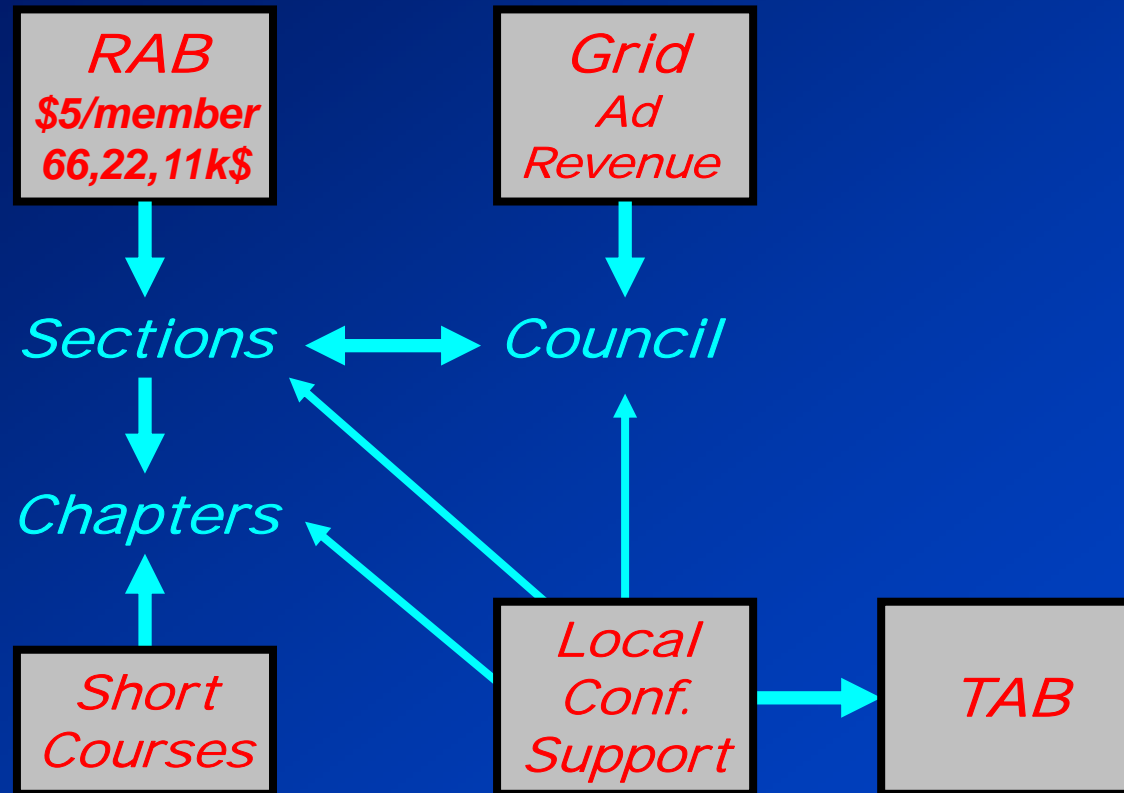 RAB
$5/member
66,22,11k$
Grid
Ad
Revenue
Sections
Council
Chapters
Short
Courses
Local
Conf.
Support
TAB